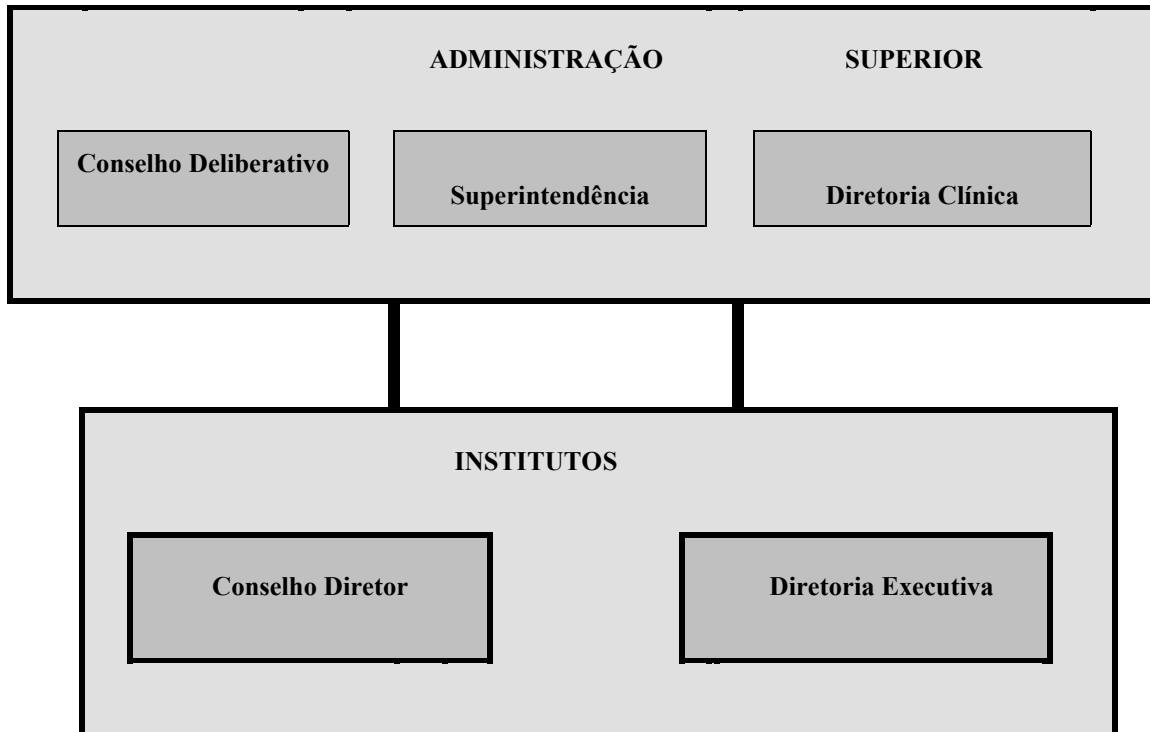 ADMINISTRAÇÃO SUPERIOR
Conselho Deliberativo
Superintendência
Diretoria Clínica
INSTITUTOS
Conselho Diretor
Diretoria Executiva